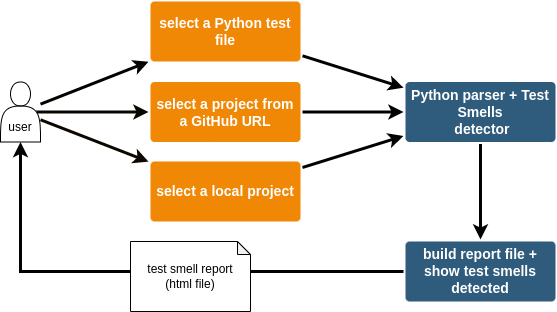 select a Python test
file
user
select a project from
a GitHub URL
Python parser + Test
Smells
detector
select a local project
test smell report
(html file)
build report file +
show test smells
detected